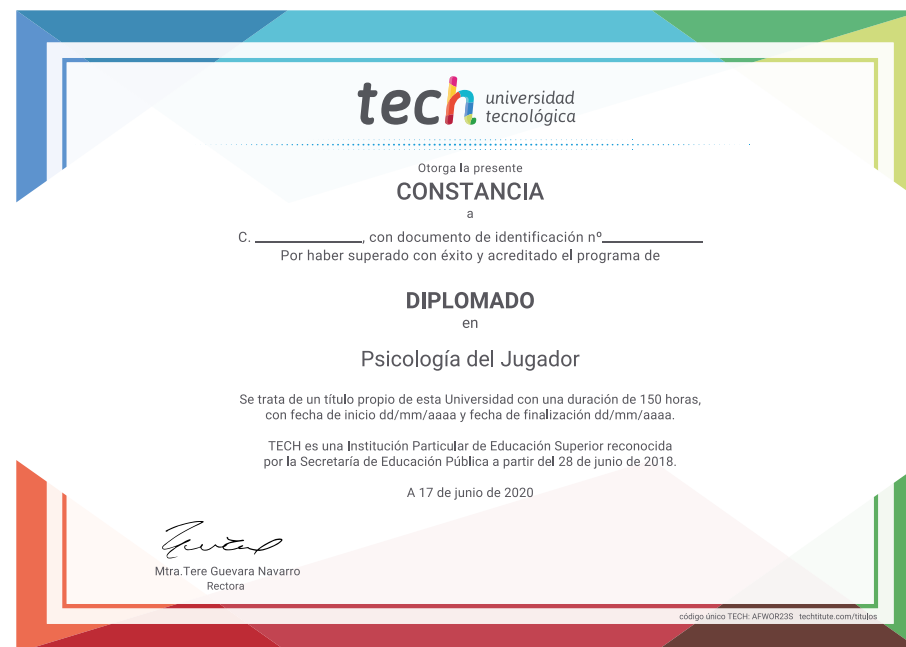 tech universidad
tecnológica
Otorga la presente
CONSTANCIA
a
C. ______________, con documento de identificación nº______________
Por haber superado con éxito y acreditado el programa de
DIPLOMADO
en
Psicología del Jugador
Se trata de un título propio de esta Universidad con una duración de 150 horas,
con fecha de inicio dd/mm/aaaa y fecha de finalización dd/mm/aaaa.
TECH es una Institución Particular de Educación Superior reconocida
por la Secretaría de Educación Pública a partir del 28 de junio de 2018.
A 17 de junio de 2020
Mtra.Tere Guevara Navarro
Rectora
código único TECH: AFWOR23S techtitute.com/titulos